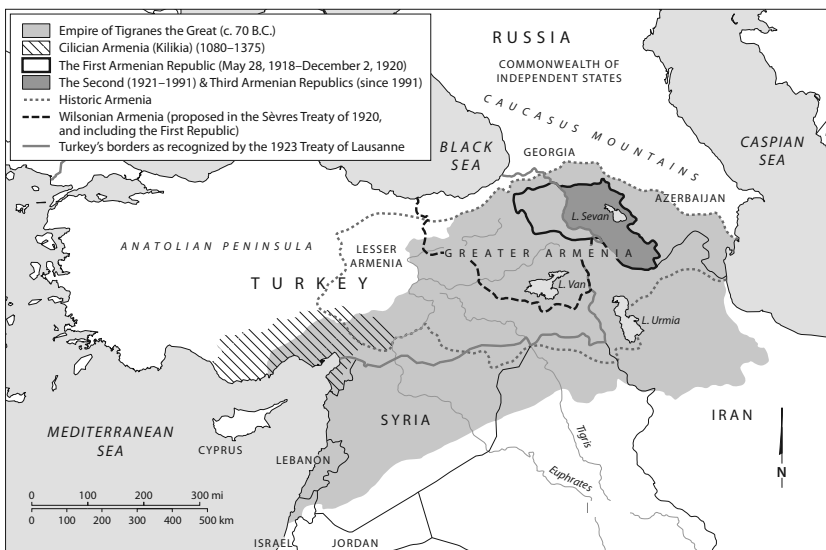 Empire of Tigranes the Great (c. 70 B.C.)
Cilician Armenia (Kilikia) (1080–1375)
The First Armenian Republic (May 28, 1918–December 2, 1920)
The Second (1921–1991) & Third Armenian Republics (since 1991)
Historic Armenia
Wilsonian Armenia (proposed in the Sèvres Treaty of 1920,
and including the First Republic)
Turkey's borders as recognized by the 1923 Treaty of Lausanne
RUSSIA
COMMONWEALTH OF
INDEPENDENT STATES
CAUCASUS MOUNTAINS
BLACK
SEA
CASPIAN
SEA
GEORGIA
AZERBAIJAN
L. Sevan
ANATOLIAN PENINSULA
LESSER
ARMENIA
GREATER ARMENIA
TURKEY
L. Van
L. Urmia
SYRIA
IRAN
MEDITERRANEAN
SEA
CYPRUS
LEBANON
Tigris
Euphrates
N
0 100 200 300 mi
0 100 200 300 400 500 km
ISRAEL
JORDAN